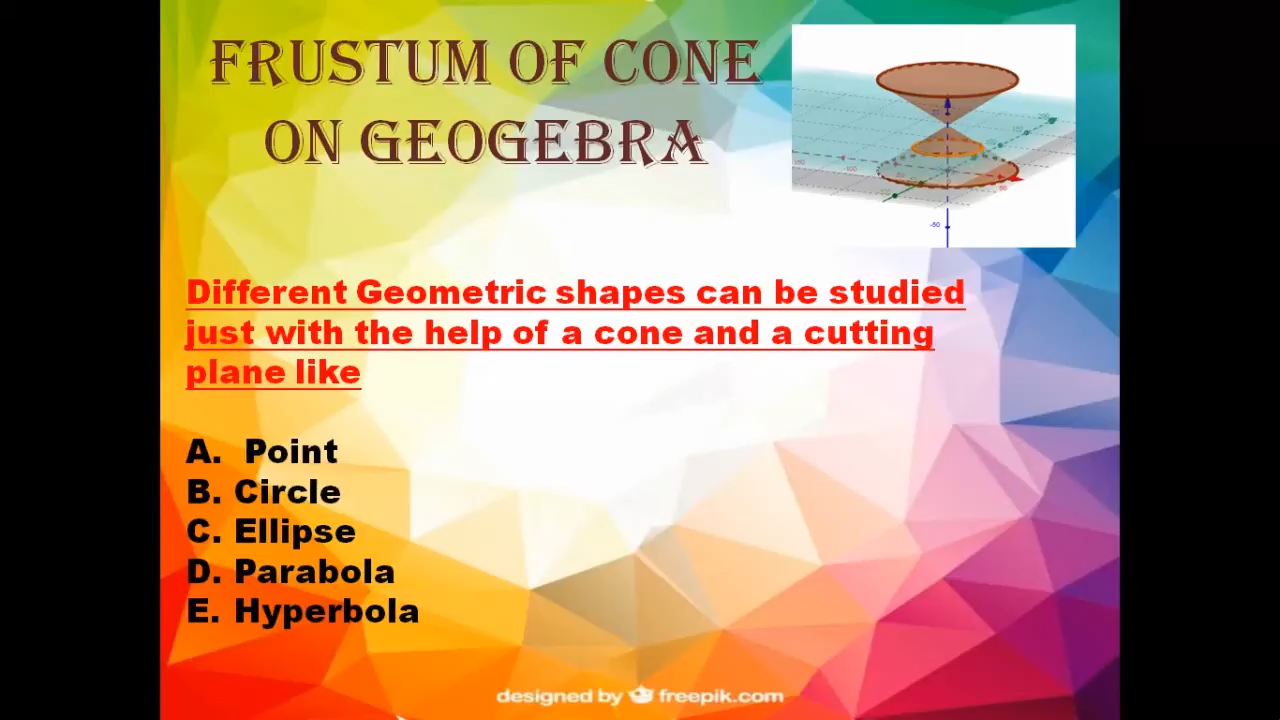 FRUSTUM OF CONE
ON GEOGEBRA
Different Geometric shapes can be studied
just with the help of a cone and a cutting
plane like
A. Point
B. Circle
C. Ellipse
D. Parabola
E. Hyperbola
designed by freepik.com